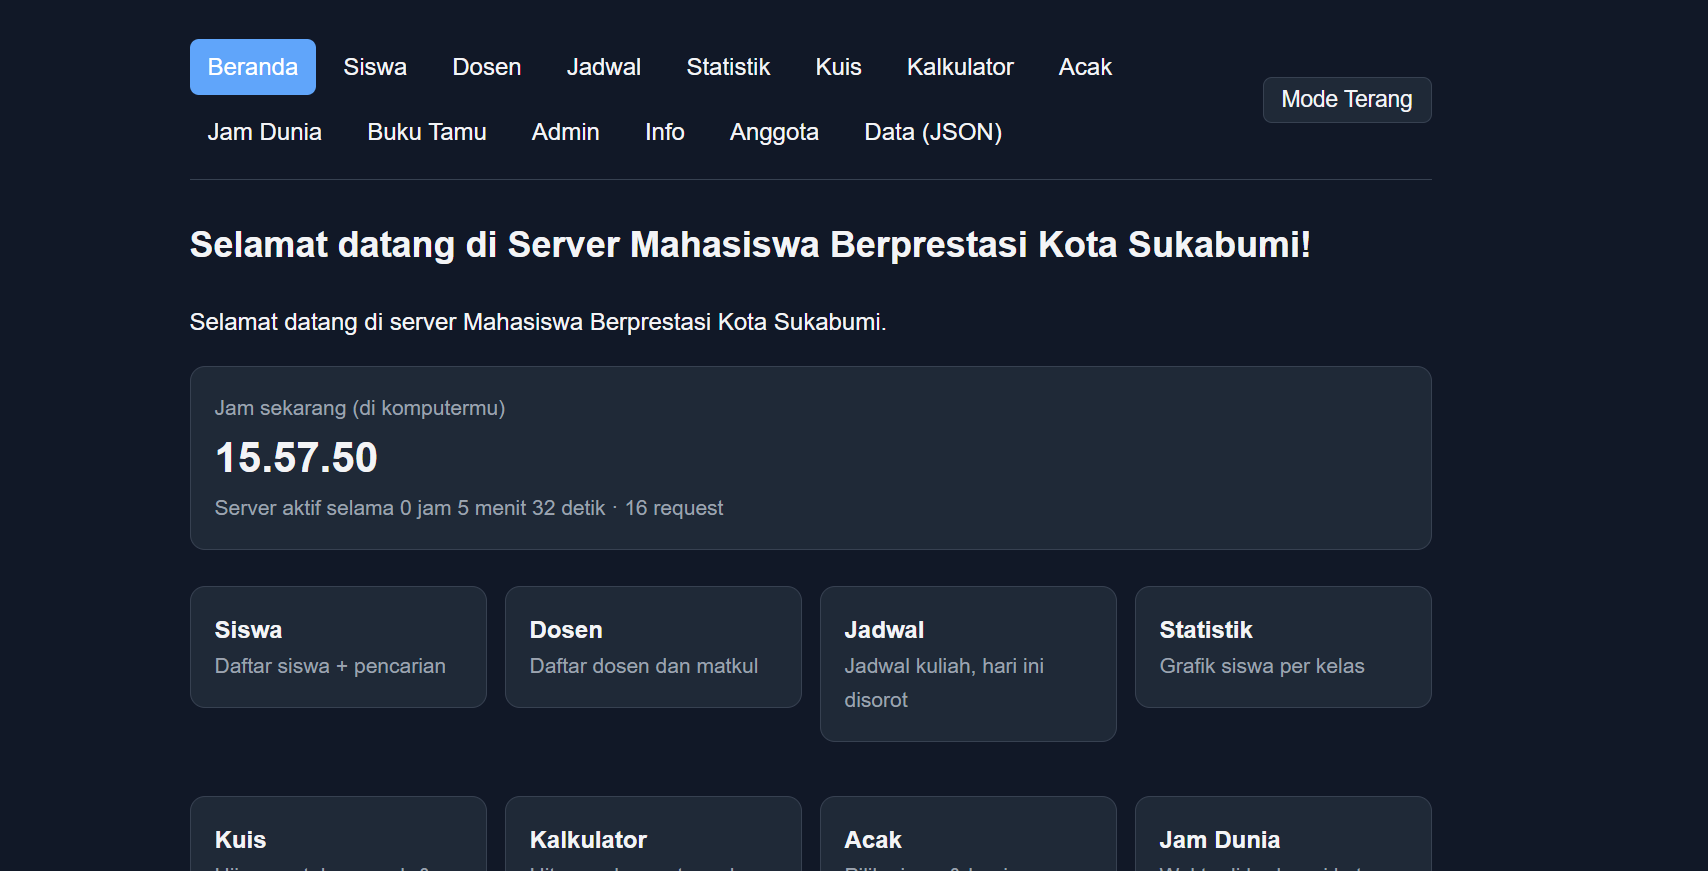 Beranda Siswa Dosen Jadwal Statistik Kuis Kalkulator Acak
Mode Terang
Jam Dunia Buku Tamu Admin Info Anggota Data (JSON)
Selamat datang di Server Mahasiswa Berprestasi Kota Sukabumi!
Selamat datang di server Mahasiswa Berprestasi Kota Sukabumi.
Jam sekarang (di komputermu)
15.57.50
Server aktif selama 0 jam 5 menit 32 detik · 16 request
Siswa
Daftar siswa + pencarian
Dosen
Daftar dosen dan matkul
Jadwal
Jadwal kuliah, hari ini
disorot
Statistik
Grafik siswa per kelas
Kuis
Kalkulator
Acak
Jam Dunia